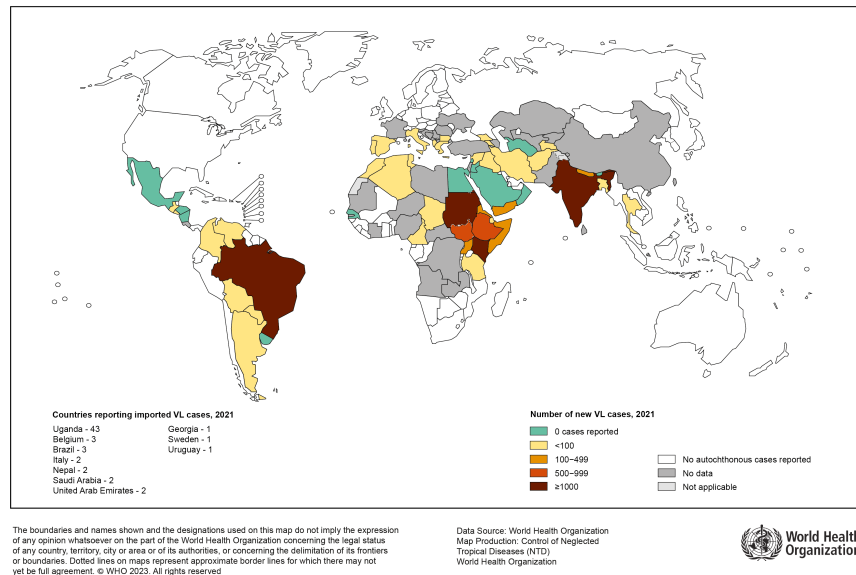 Countries reporting imported VL cases, 2021
Uganda - 43
Belgium - 3
Brazil - 3
Italy - 2
Nepal - 2
Saudi Arabia - 2
United Arab Emirates - 2
Georgia - 1
Sweden - 1
Uruguay - 1
Number of new VL cases, 2021
0 cases reported
<100
100–499
500–999
≥1000
No autochthonous cases reported
No data
Not applicable
The boundaries and names shown and the designations used on this map do not imply the expression
of any opinion whatsoever on the part of the World Health Organization concerning the legal status
of any country, territory, city or area or of its authorities, or concerning the delimitation of its frontiers
or boundaries. Dotted lines on maps represent approximate border lines for which there may not
yet be full agreement. © WHO 2023. All rights reserved
Data Source: World Health Organization
Map Production: Control of Neglected
Tropical Diseases (NTD)
World Health Organization
World Health
Organization